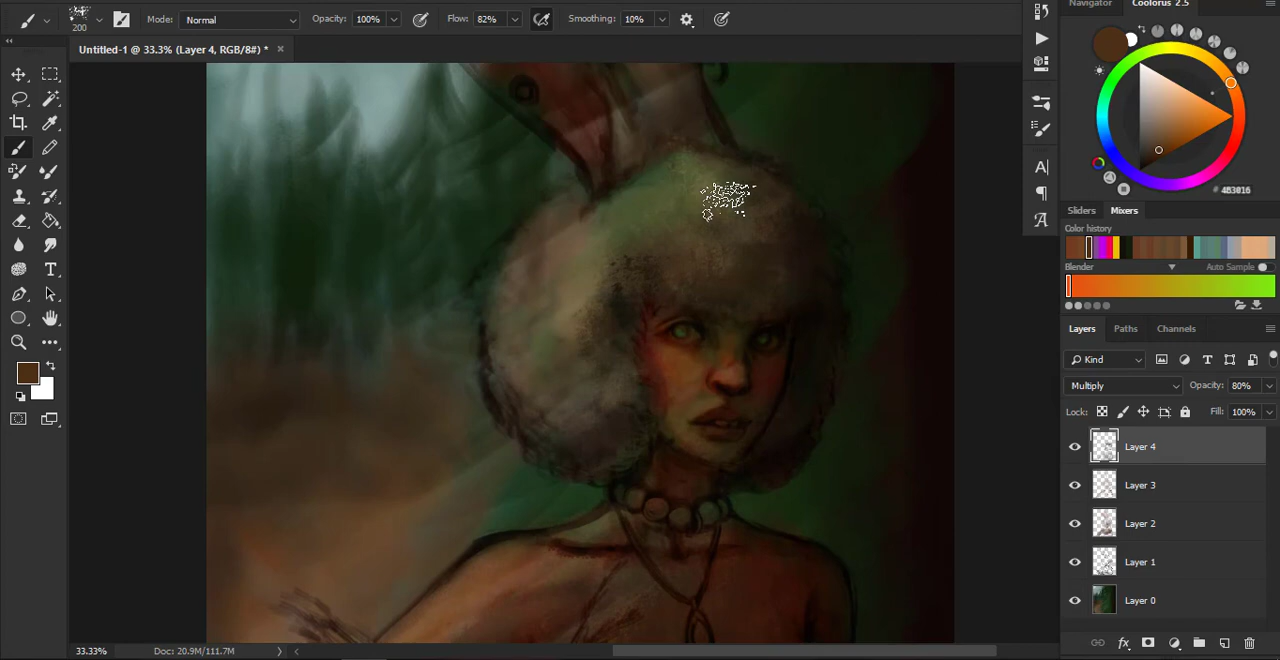 Navigator
Coolorus 2.5
200
Mode:
Normal
Opacity:
100%
Flow:
82%
Smoothing:
10%
Untitled-1 @ 33.3% (Layer 4, RGB/8#) *
# 4B3016
Sliders
Mixers
Color history
Blender
Auto Sample
Layers
Paths
Channels
Kind
Multiply
Opacity:
80%
Lock:
Fill:
100%
Layer 4
Layer 3
Layer 2
Layer 1
Layer 0
33.33%
Doc: 20.9M/111.7M